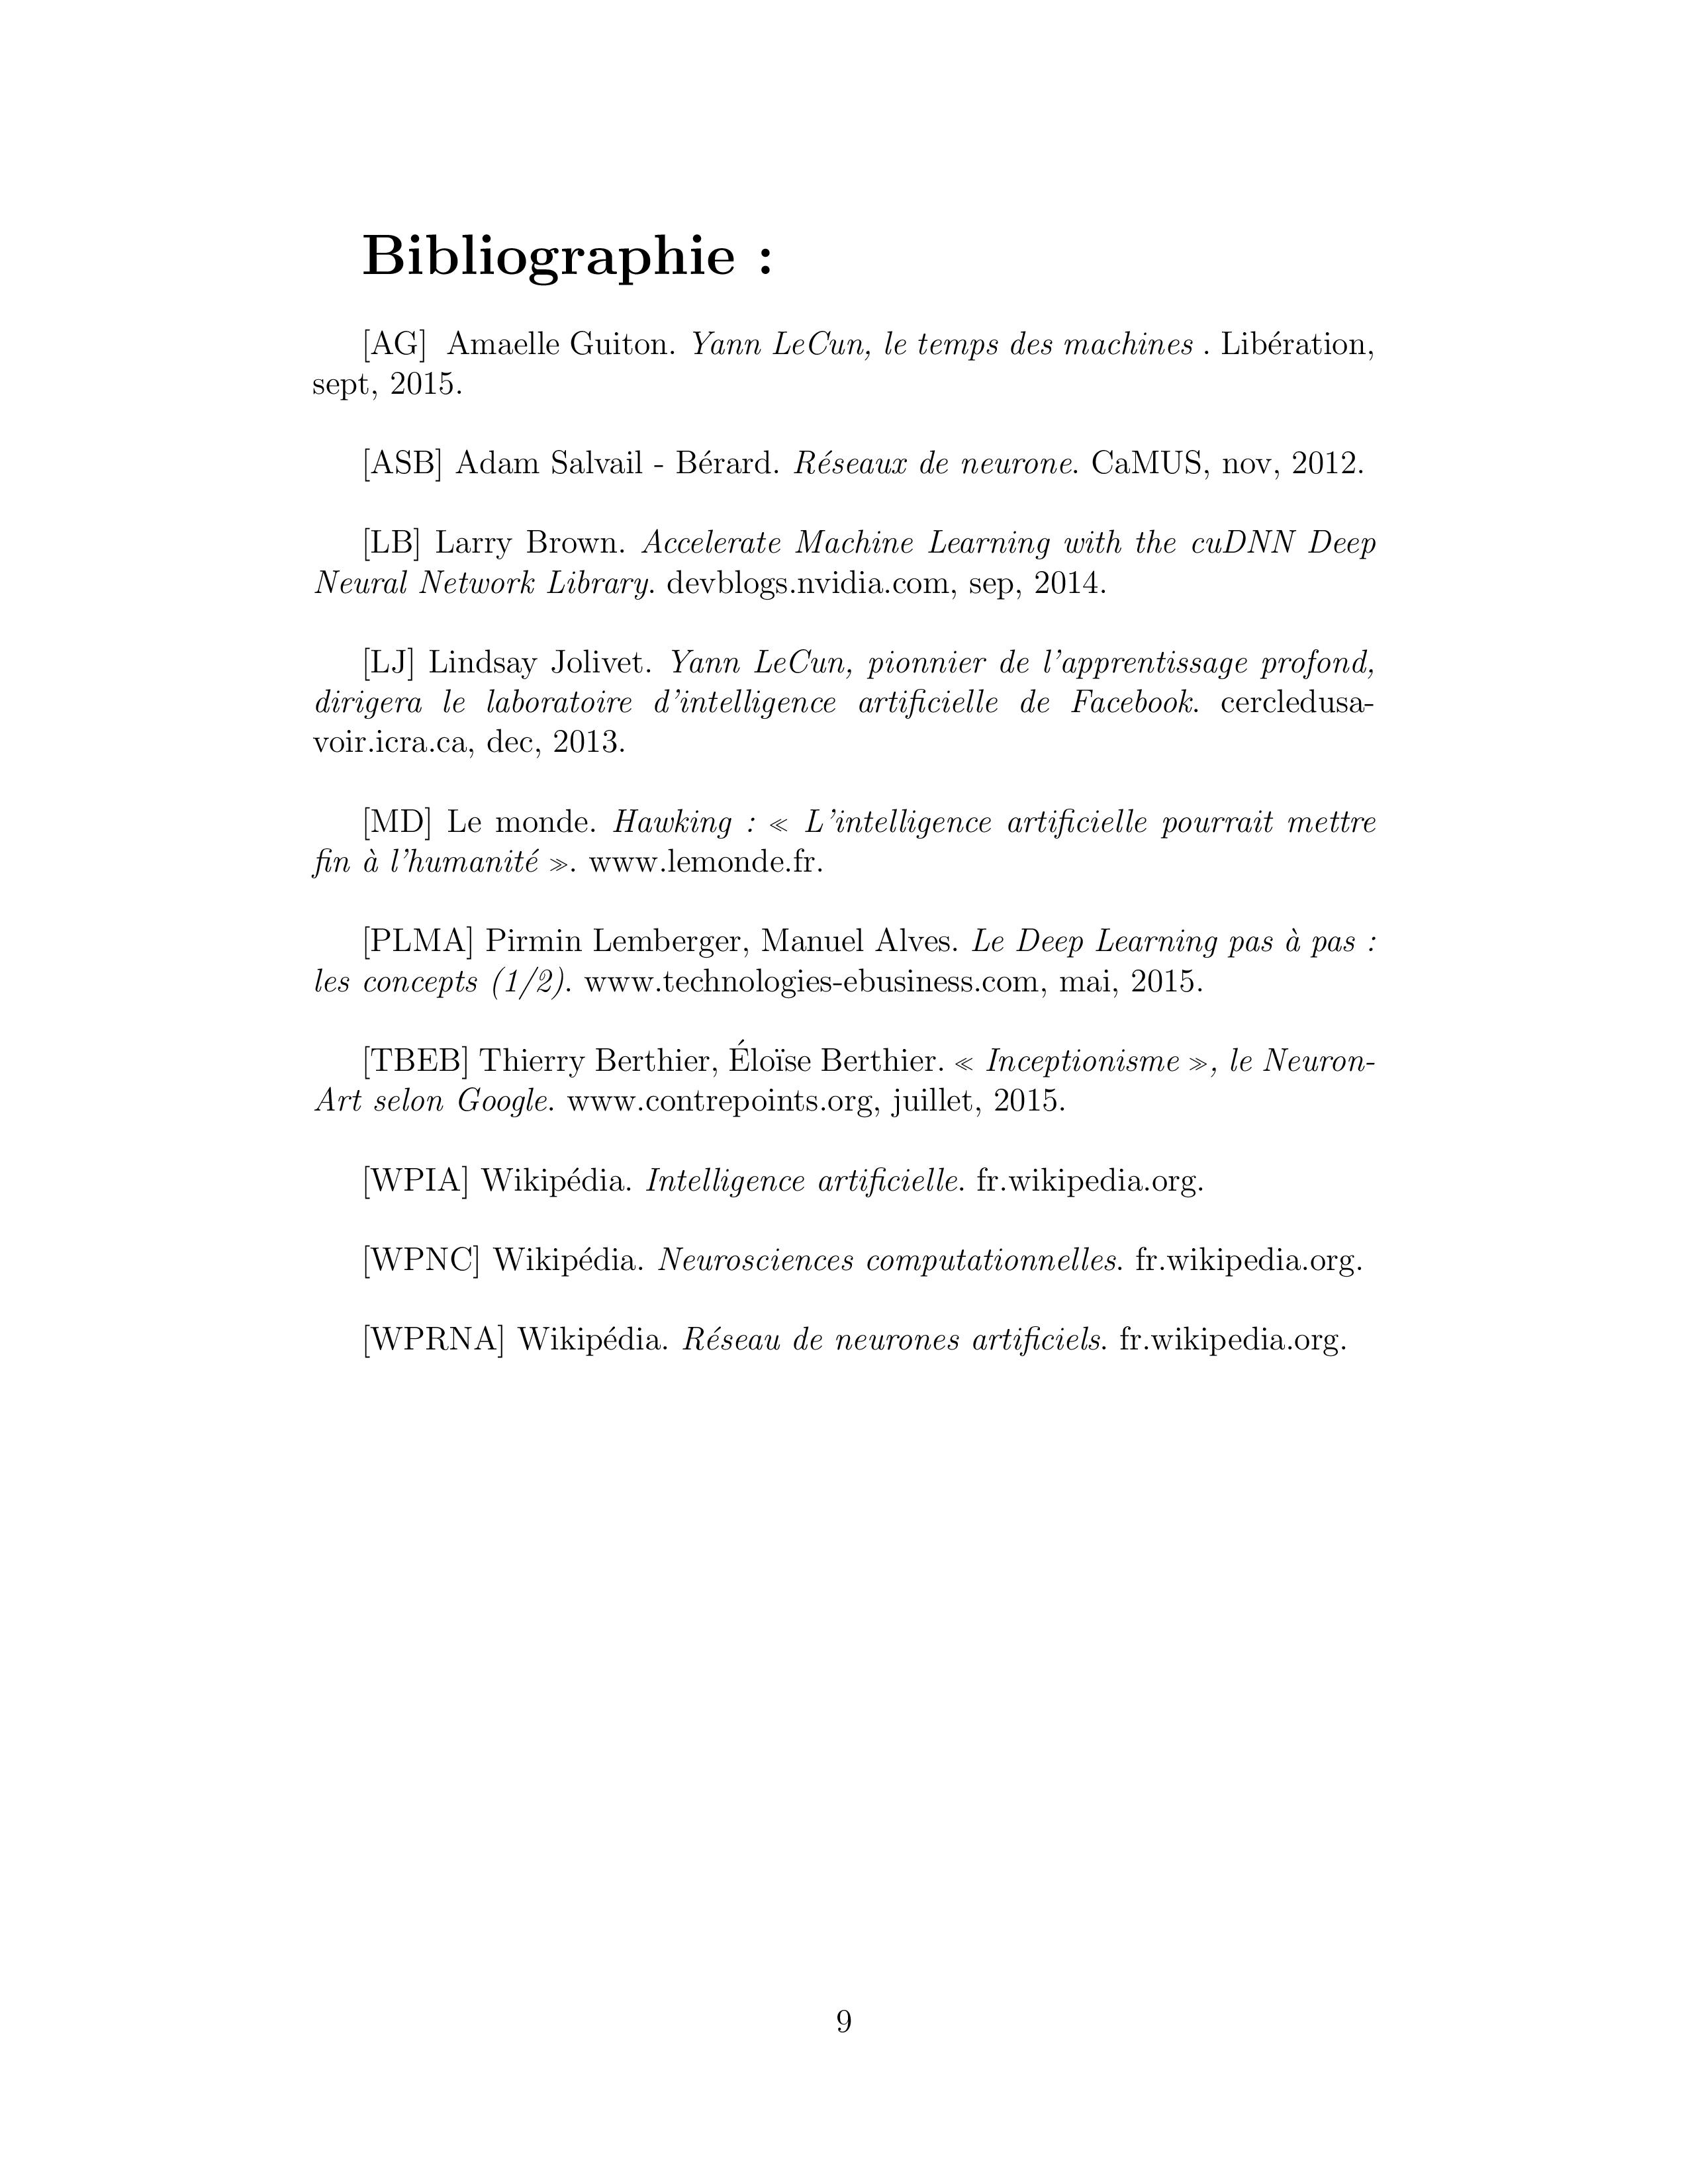 Bibliographie :
[AG] Amaelle Guiton. Yann LeCun, le temps des machines . Libération,
sept, 2015.
[ASB] Adam Salvail - Bérard. Réseaux de neurone. CaMUS, nov, 2012.
[LB] Larry Brown. Accelerate Machine Learning with the cuDNN Deep
Neural Network Library. devblogs.nvidia.com, sep, 2014.
[LJ] Lindsay Jolivet. Yann LeCun, pionnier de l'apprentissage profond,
dirigera le laboratoire d'intelligence artificielle de Facebook. cercledusa-
voir.icra.ca, dec, 2013.
[MD] Le monde. Hawking : « L'intelligence artificielle pourrait mettre
fin à l'humanité ». www.lemonde.fr.
[PLMA] Pirmin Lemberger, Manuel Alves. Le Deep Learning pas à pas :
les concepts (1/2). www.technologies-ebusiness.com, mai, 2015.
[TBEB] Thierry Berthier, Éloïse Berthier. « Inceptionisme », le Neuron-
Art selon Google. www.contrepoints.org, juillet, 2015.
[WPIA] Wikipédia. Intelligence artificielle. fr.wikipedia.org.
[WPNC] Wikipédia. Neurosciences computationnelles. fr.wikipedia.org.
[WPRNA] Wikipédia. Réseau de neurones artificiels. fr.wikipedia.org.
9